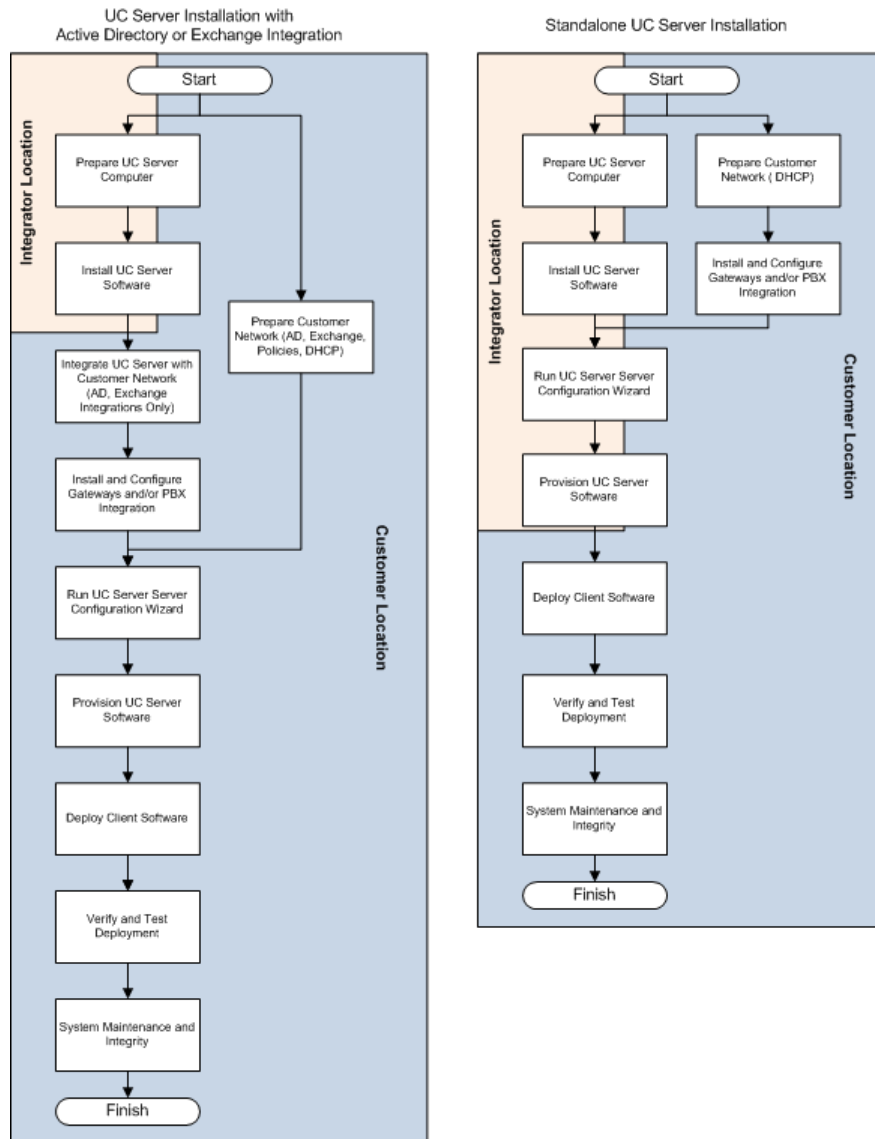 UC Server Installation with
Active Directory or Exchange Integration
Start
Integrator Location
Prepare UC Server
Computer
Install UC Server
Software
Prepare Customer
Network (AD, Exchange,
Policies, DHCP)
Integrate UC Server with
Customer Network
(AD, Exchange
Integrations Only)
Install and Configure
Gateways and/or PBX
Integration
Customer Location
Run UC Server Server
Configuration Wizard
Provision UC Server
Software
Deploy Client Software
Verify and Test
Deployment
System Maintenance and
Integrity
Finish
Standalone UC Server Installation
Start
Integrator Location
Prepare UC Server
Computer
Prepare Customer
Network ( DHCP)
Install UC Server
Software
Install and Configure
Gateways and/or PBX
Integration
Customer Location
Run UC Server Server
Configuration Wizard
Provision UC Server
Software
Deploy Client Software
Verify and Test
Deployment
System Maintenance and
Integrity
Finish